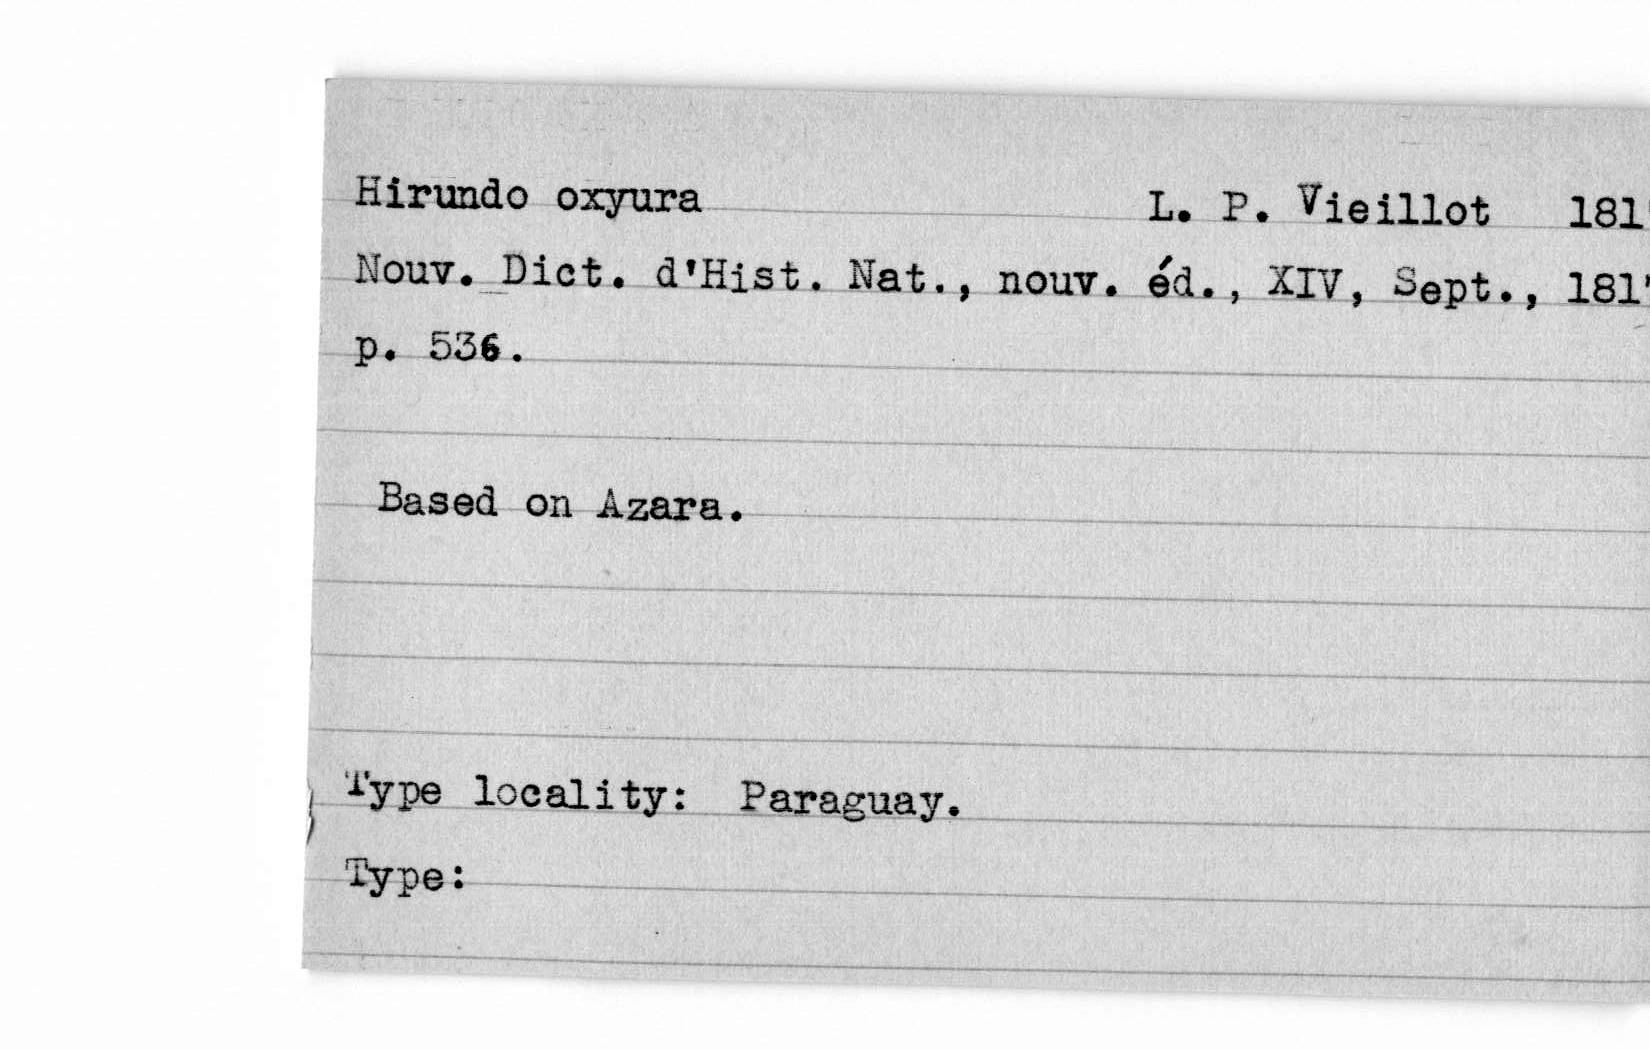 Hirundo oxyura L. P. Vieillot 181
Nouv. Dict. d'Hist. Nat., nouv. éd., XIV, Sept., 181
p. 536.
Based on Azara.
Type locality: Paraguay.
Type: